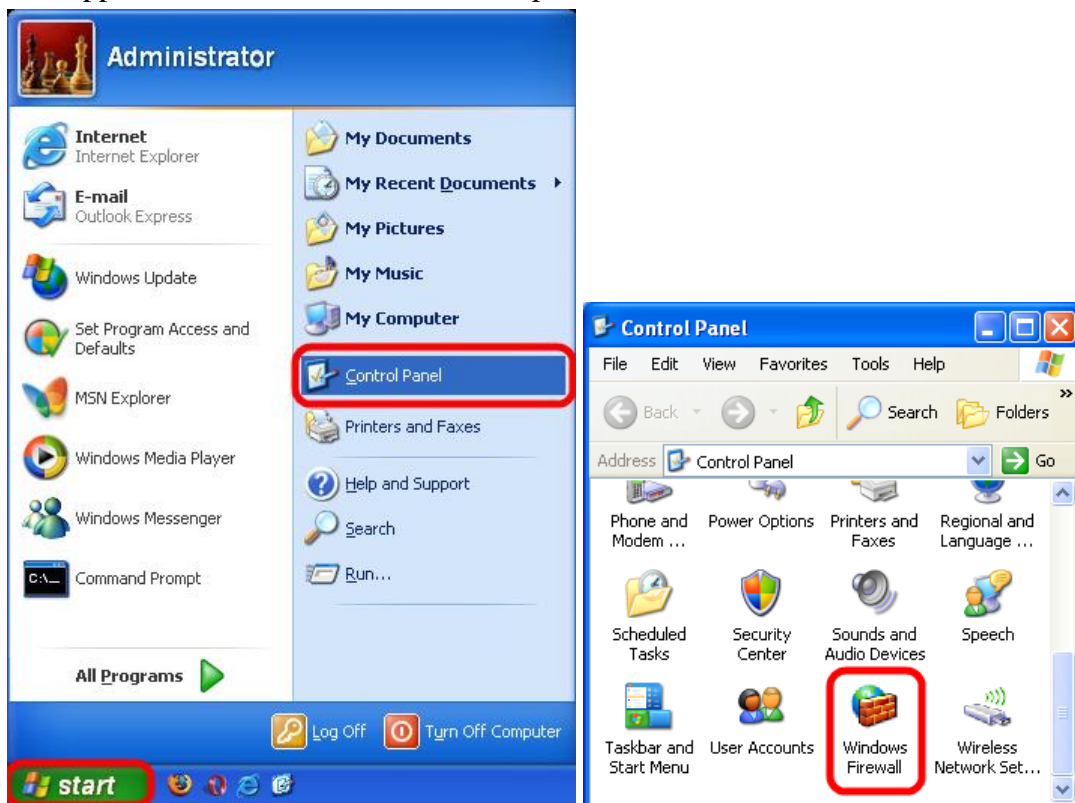 Administrator
Internet
Internet Explorer
E-mail
Outlook Express
Windows Update
Set Program Access and
Defaults
MSN Explorer
Windows Media Player
Windows Messenger
C:\_
Command Prompt
All Programs
My Documents
My Recent Documents
My Pictures
My Music
My Computer
Control Panel
Printers and Faxes
Help and Support
Search
Run...
Log Off
Turn Off Computer
start
Control Panel
File Edit View Favorites Tools Help
Back Search Folders »
Address Control Panel Go
Phone and Power Options Printers and Regional and
Modem ... Faxes Language ...
Scheduled Security Sounds and Speech
Tasks Center Audio Devices
Taskbar and User Accounts Windows Wireless
Start Menu Firewall Network Set...